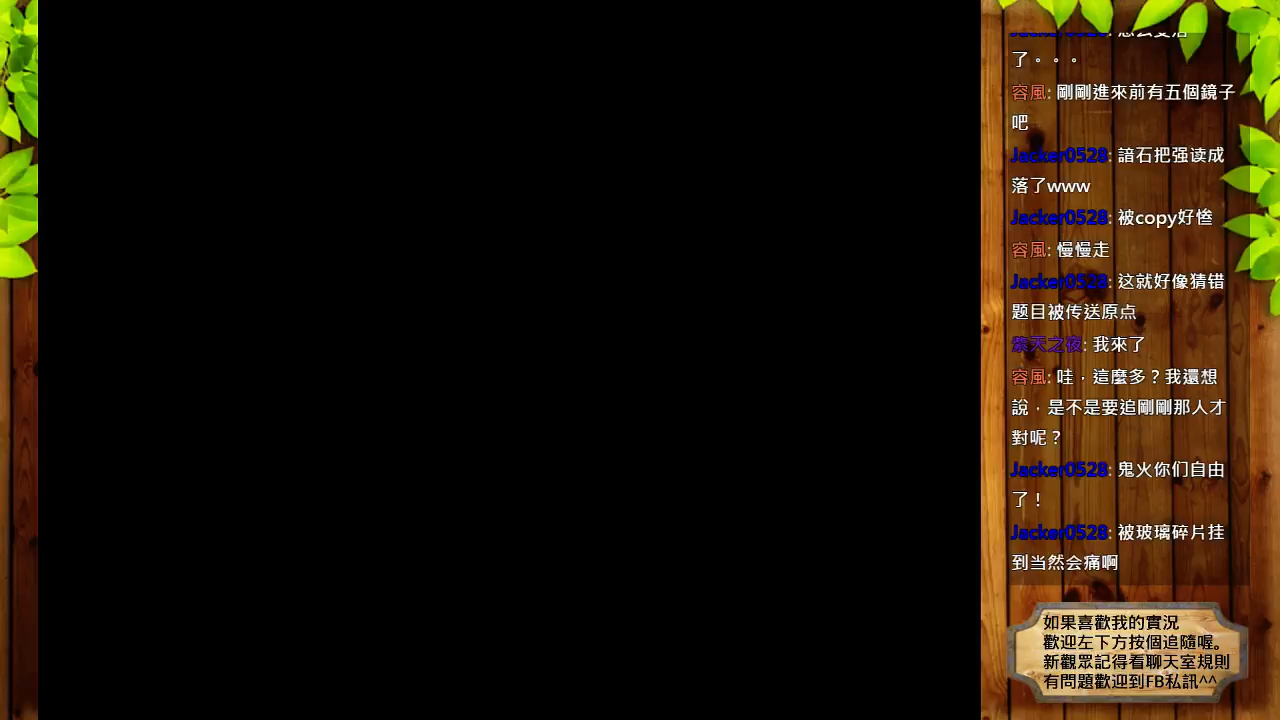 了。。。
容風: 剛剛進來前有五個鏡子
吧
Jacker0528: 諳石把强读成
落了www
Jacker0528: 被copy好惨
容風: 慢慢走
Jacker0528: 这就好像猜错
题目被传送原点
紫天之夜: 我來了
容風: 哇，這麼多？我還想
說，是不是要追剛剛那人才
對呢？
Jacker0528: 鬼火你们自由
了！
Jacker0528: 被玻璃碎片挂
到当然会痛啊
如果喜歡我的實況
歡迎左下方按個追隨喔。
新觀眾記得看聊天室規則
有問題歡迎到FB私訊^^